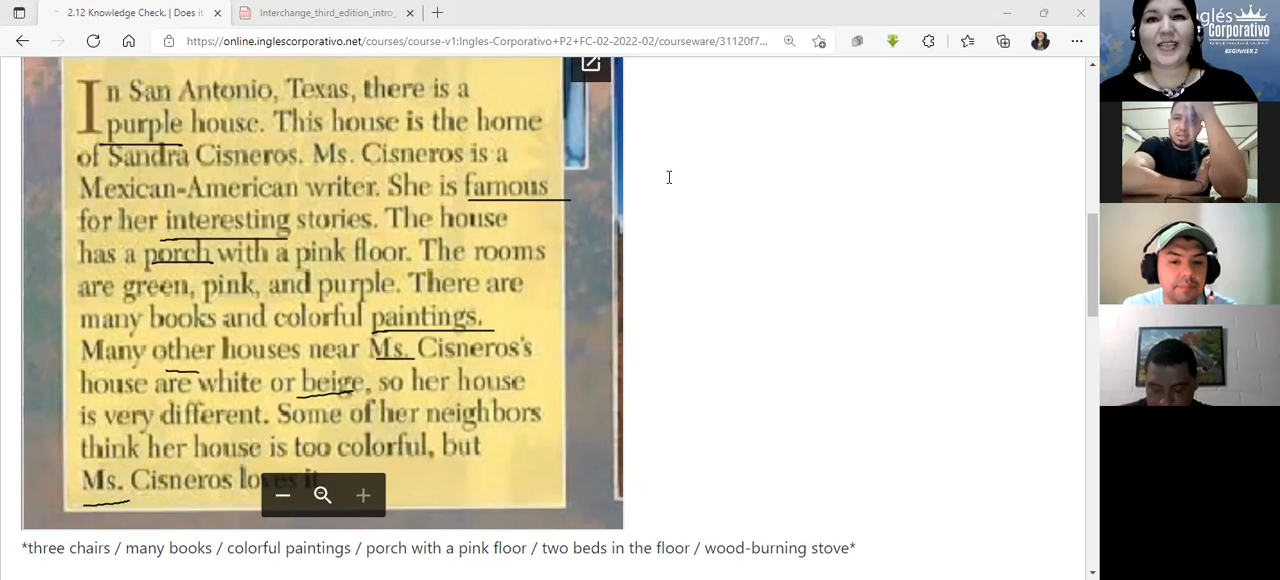 2.12 Knowledge Check. | Does it
Interchange_third_edition_intro_
https://online.inglescorporativo.net/courses/course-v1:Ingles-Corporativo+P2+FC-02-2022-02/courseware/31120f7...
In San Antonio, Texas, there is a
purple house. This house is the home
of Sandra Cisneros. Ms. Cisneros is a
Mexican-American writer. She is famous
for her interesting stories. The house
has a porch with a pink floor. The rooms
are green, pink, and purple. There are
many books and colorful paintings.
Many other houses near Ms. Cisneros's
house are white or beige, so her house
is very different. Some of her neighbors
think her house is too colorful, but
Ms. Cisneros loves it.
*three chairs / many books / colorful paintings / porch with a pink floor / two beds in the floor / wood-burning stove*
glés
Corporativo
BEGINNER 2